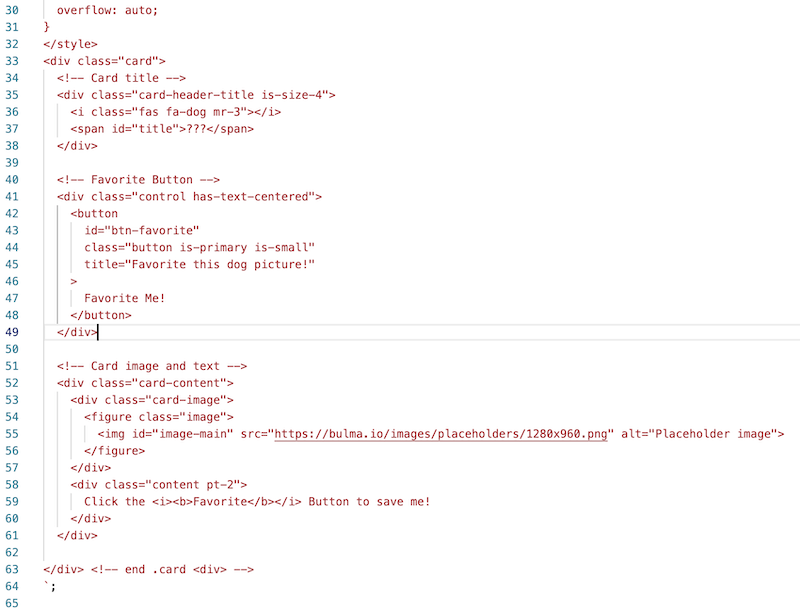 30 overflow: auto;
31 }
32 </style>
33 <div class="card">
34 <!-- Card title -->
35 <div class="card-header-title is-size-4">
36 <i class="fas fa-dog mr-3"></i>
37 <span id="title">???</span>
38 </div>
39
40 <!-- Favorite Button -->
41 <div class="control has-text-centered">
42 <button
43 id="btn-favorite"
44 class="button is-primary is-small"
45 title="Favorite this dog picture!"
46 >
47 Favorite Me!
48 </button>
49 </div>
50
51 <!-- Card image and text -->
52 <div class="card-content">
53 <div class="card-image">
54 <figure class="image">
55 <img id="image-main" src="https://bulma.io/images/placeholders/1280x960.png" alt="Placeholder image">
56 </figure>
57 </div>
58 <div class="content pt-2">
59 Click the <i><b>Favorite</b></i> Button to save me!
60 </div>
61 </div>
62
63 </div> <!-- end .card <div> -->
64 `;
65